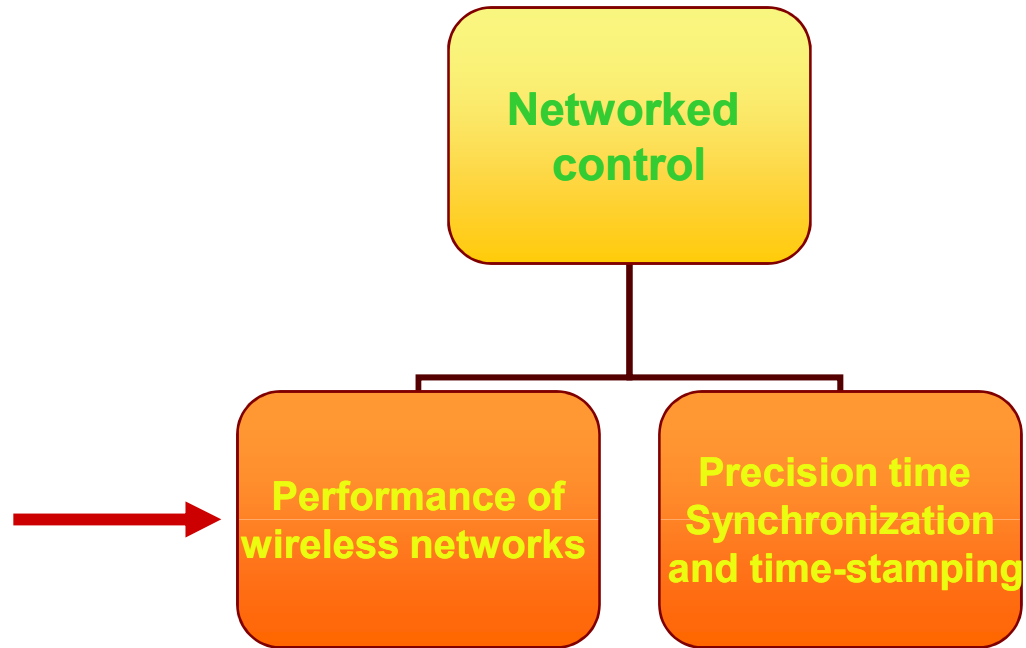 Networked
control
Performance of
wireless networks
Precision time
Synchronization
and time-stamping